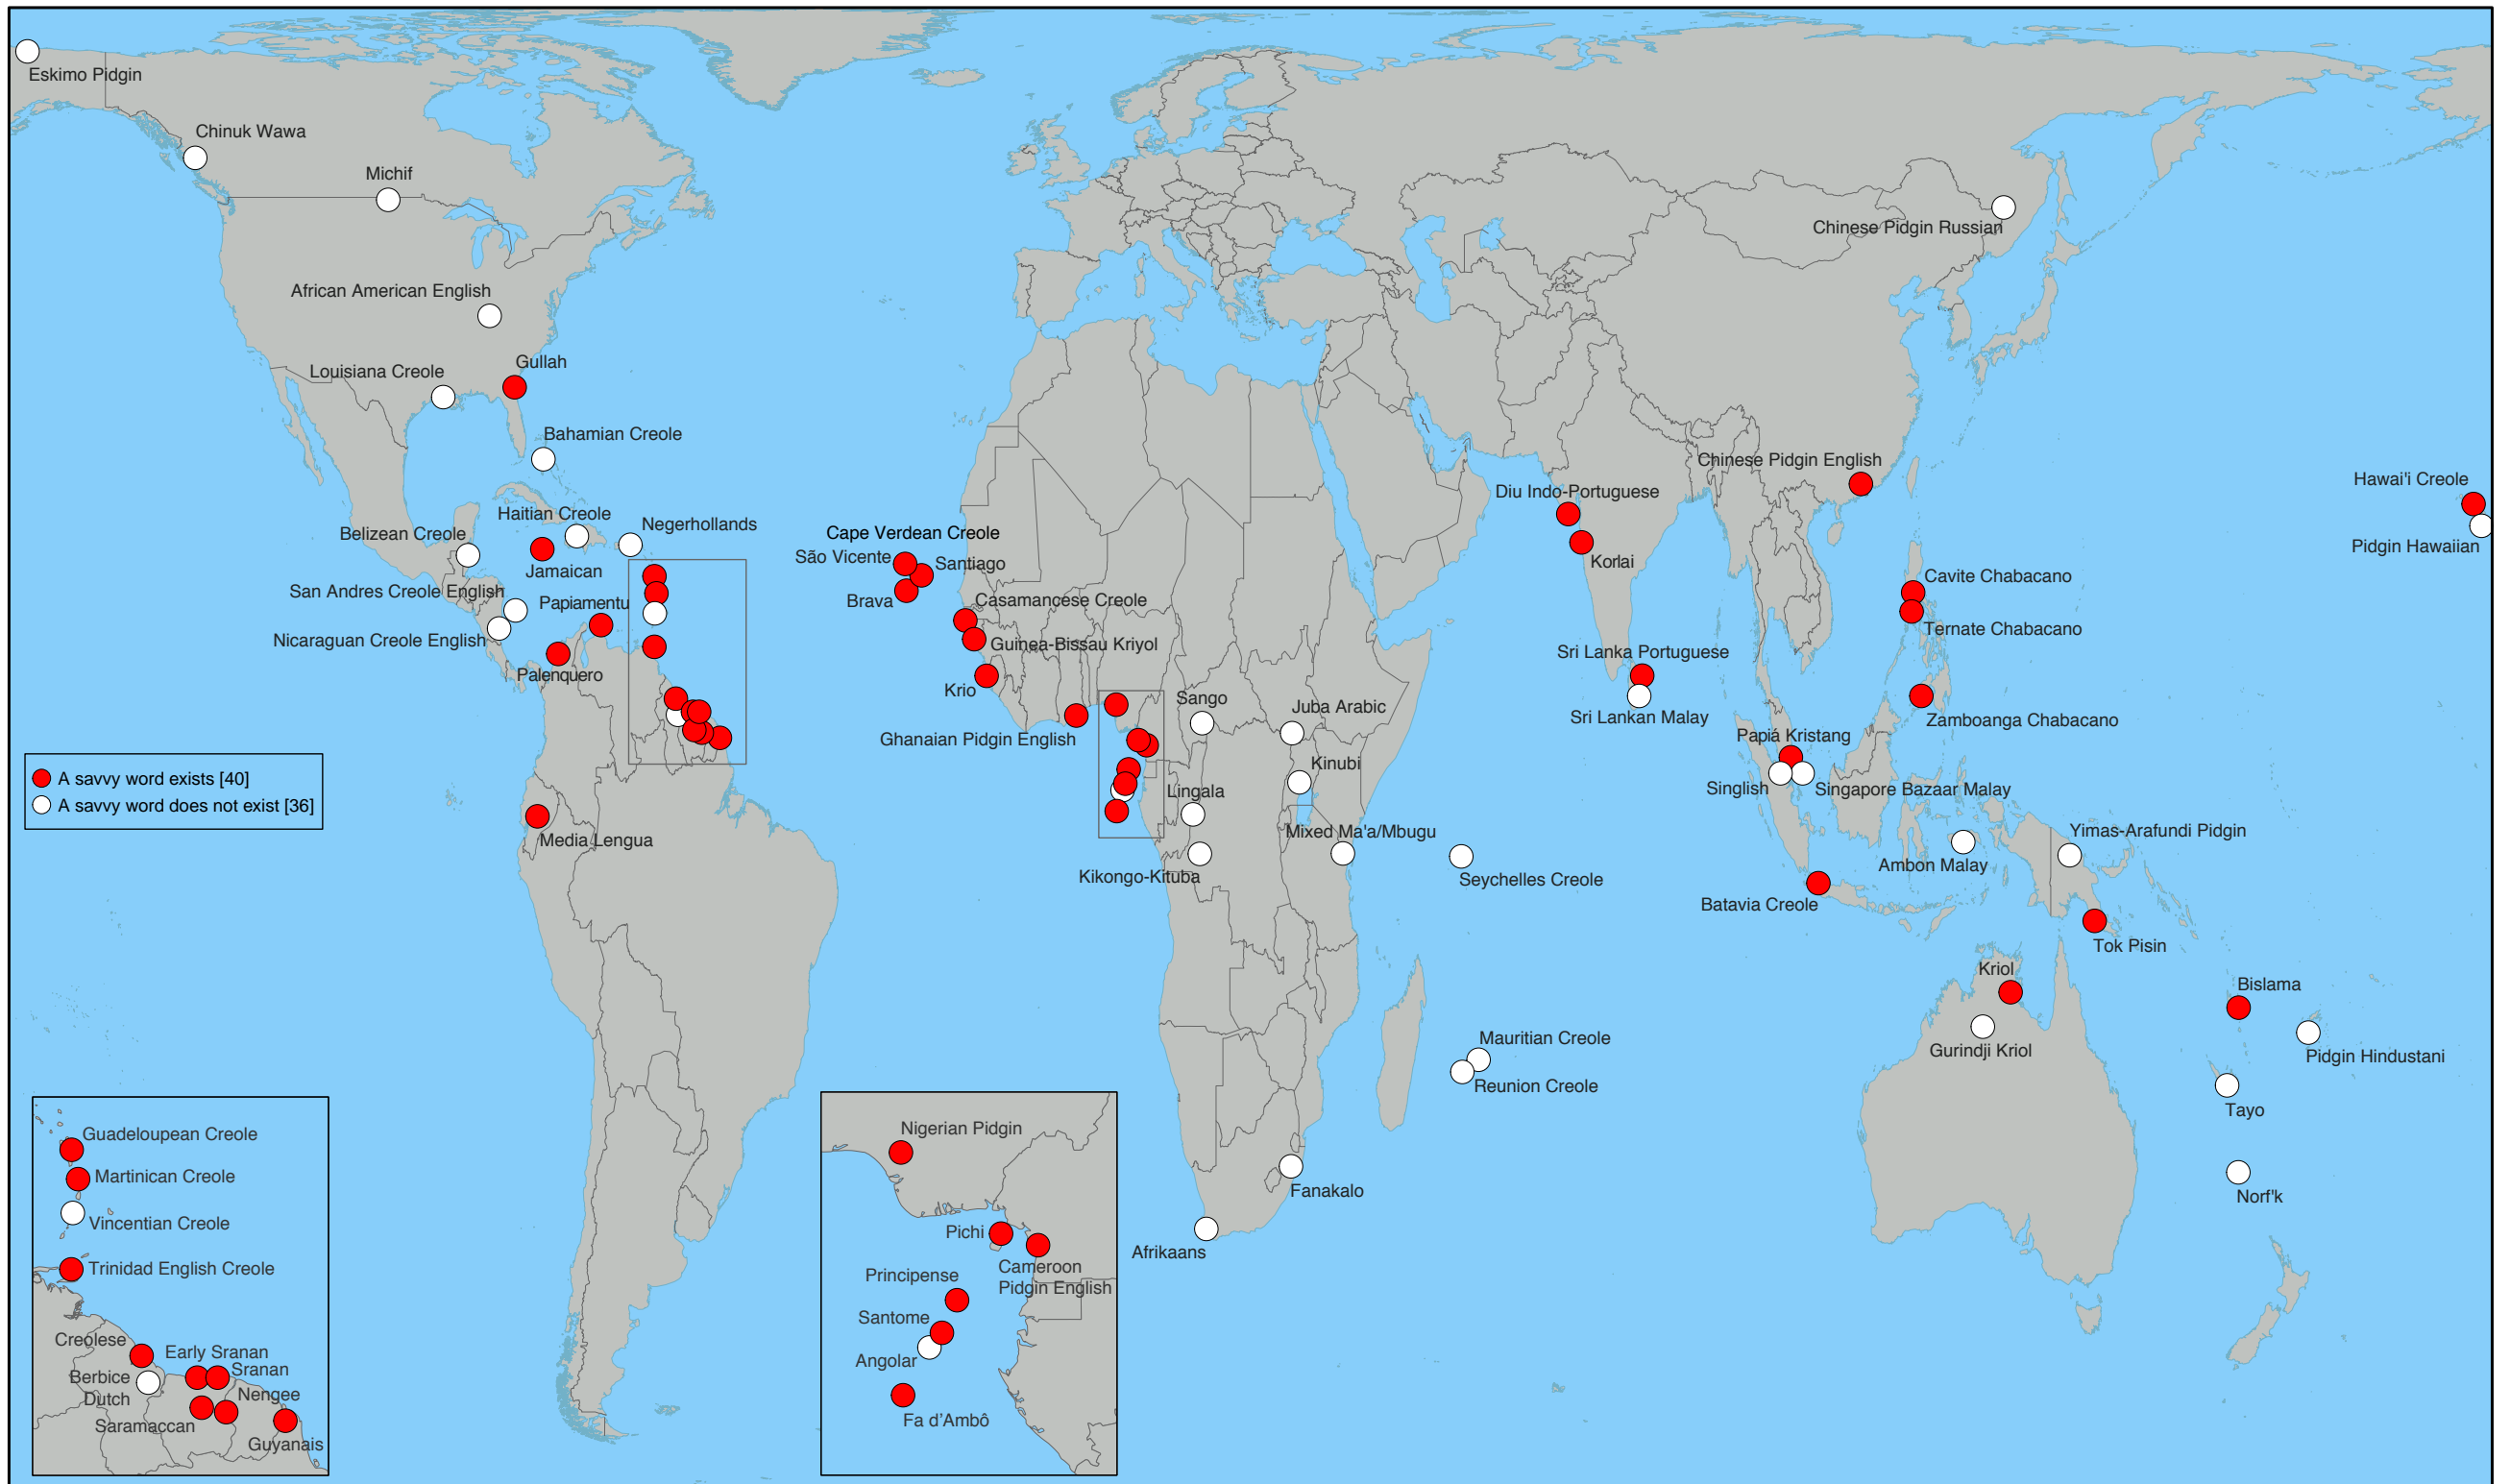 Eskimo Pidgin
Chinuk Wawa
Michif
Chinese Pidgin Russian
African American English
Gullah
Louisiana Creole
Bahamian Creole
Chinese Pidgin English
Hawai'i Creole
Diu Indo-Portuguese
Haitian Creole
Negerhollands
Belizean Creole
Cape Verdean Creole
Pidgin Hawaiian
São Vicente
Santiago
Korlai
Jamaican
Cavite Chabacano
San Andres Creole English
Papiamentu
Brava
Casamancese Creole
Ternate Chabacano
Nicaraguan Creole English
Guinea-Bissau Kriyol
Sri Lanka Portuguese
Palenquero
Krio
Sango
Juba Arabic
Sri Lankan Malay
Zamboanga Chabacano
Ghanaian Pidgin English
Papiá Kristang
Kinubi
A savvy word exists [40]
A savvy word does not exist [36]
Lingala
Singlish
Singapore Bazaar Malay
Media Lengua
Mixed Ma'a/Mbugu
Yimas-Arafundi Pidgin
Ambon Malay
Kikongo-Kituba
Seychelles Creole
Batavia Creole
Tok Pisin
Kriol
Bislama
Mauritian Creole
Gurindji Kriol
Pidgin Hindustani
Reunion Creole
Tayo
Norf'k
Fanakalo
Afrikaans
Guadeloupean Creole
Martinican Creole
Vincentian Creole
Trinidad English Creole
Creolese
Early Sranan
Sranan
Berbice
Dutch
Nengee
Saramaccan
Guyanais
Nigerian Pidgin
Pichi
Cameroon
Pidgin English
Principense
Santome
Angolar
Fa d’Ambô